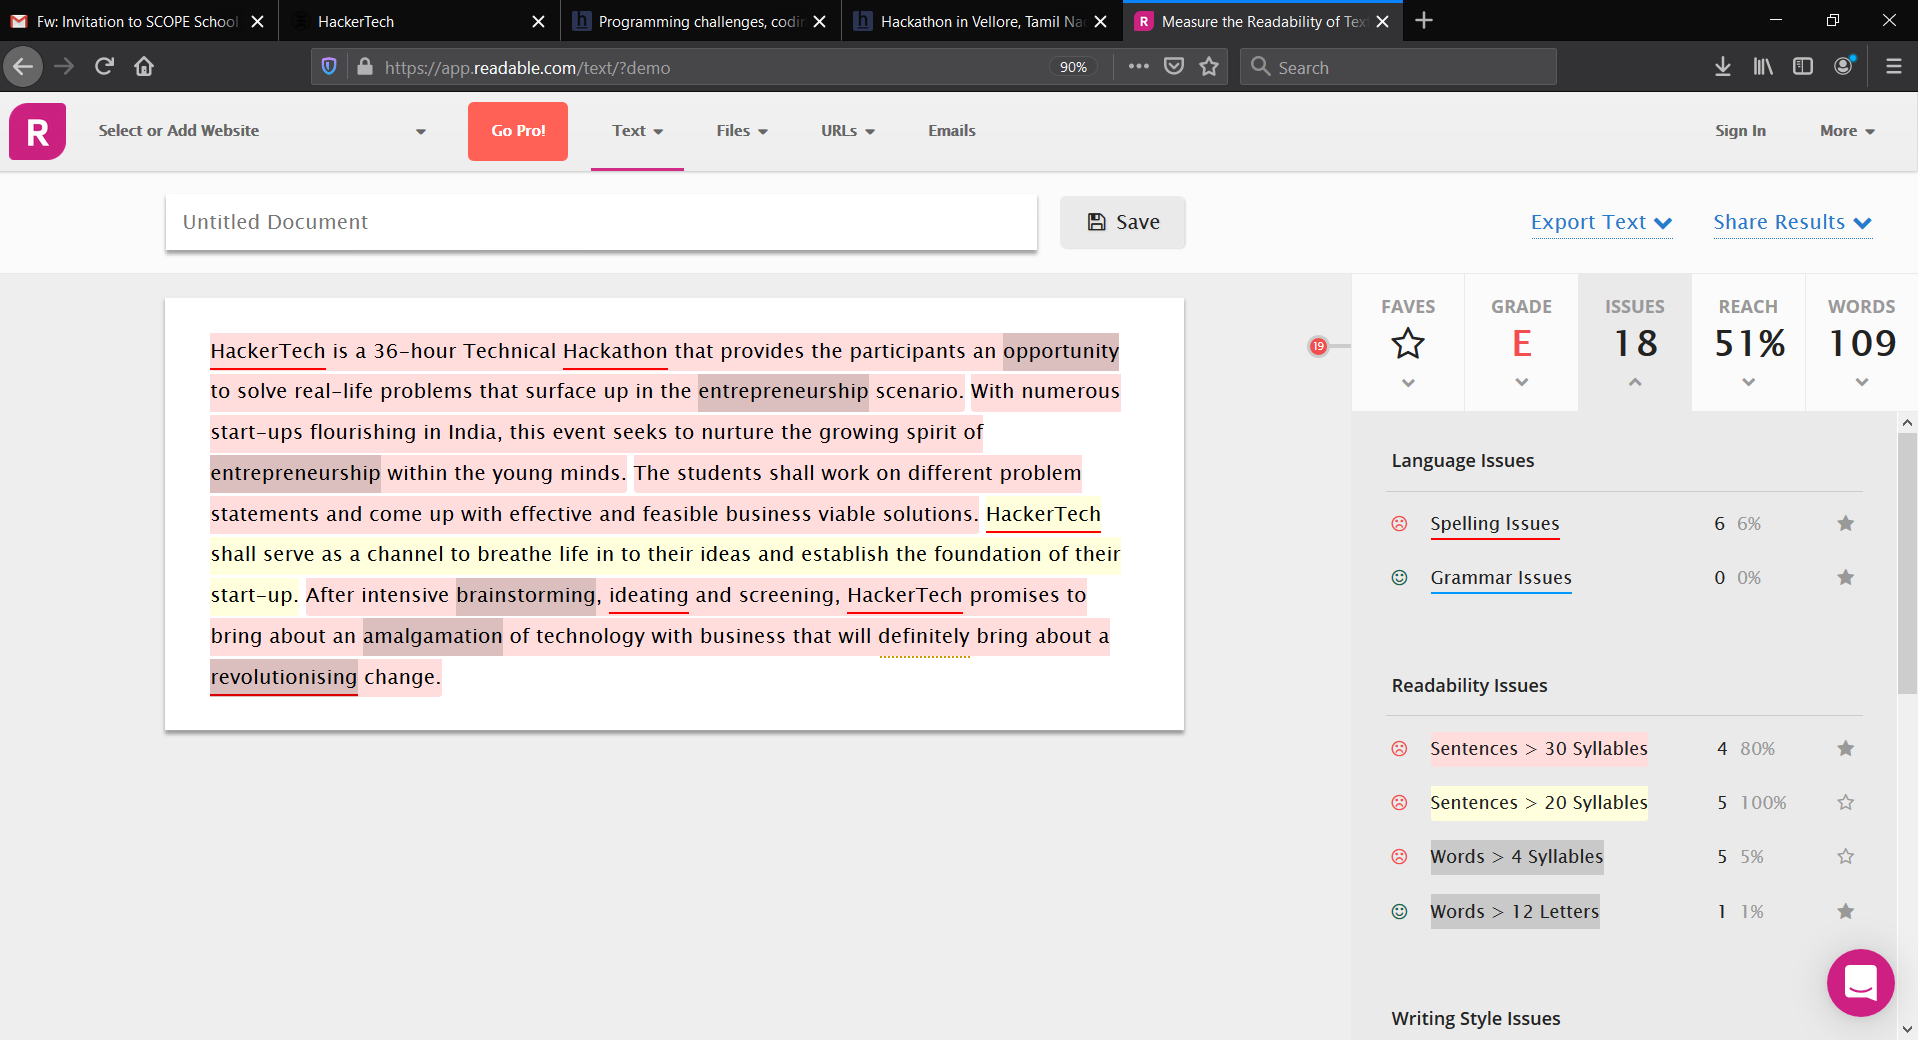 Fw: Invitation to SCOPE School
HackerTech
Programming challenges, codin
Hackathon in Vellore, Tamil Na
R Measure the Readability of Tex
https://app.readable.com/text/?demo
90%
Search
R
Select or Add Website
Go Pro!
Text
Files
URLs
Emails
Sign In
More
Untitled Document
Save
Export Text
Share Results
HackerTech is a 36-hour Technical Hackathon that provides the participants an opportunity
to solve real-life problems that surface up in the entrepreneurship scenario. With numerous
start-ups flourishing in India, this event seeks to nurture the growing spirit of
entrepreneurship within the young minds. The students shall work on different problem
statements and come up with effective and feasible business viable solutions. HackerTech
shall serve as a channel to breathe life in to their ideas and establish the foundation of their
start-up. After intensive brainstorming, ideating and screening, HackerTech promises to
bring about an amalgamation of technology with business that will definitely bring about a
revolutionising change.
19
FAVES
GRADE
E
ISSUES
18
REACH
51%
WORDS
109
Language Issues
Spelling Issues 6 6%
Grammar Issues 0 0%
Readability Issues
Sentences > 30 Syllables 4 80%
Sentences > 20 Syllables 5 100%
Words > 4 Syllables 5 5%
Words > 12 Letters 1 1%
Writing Style Issues